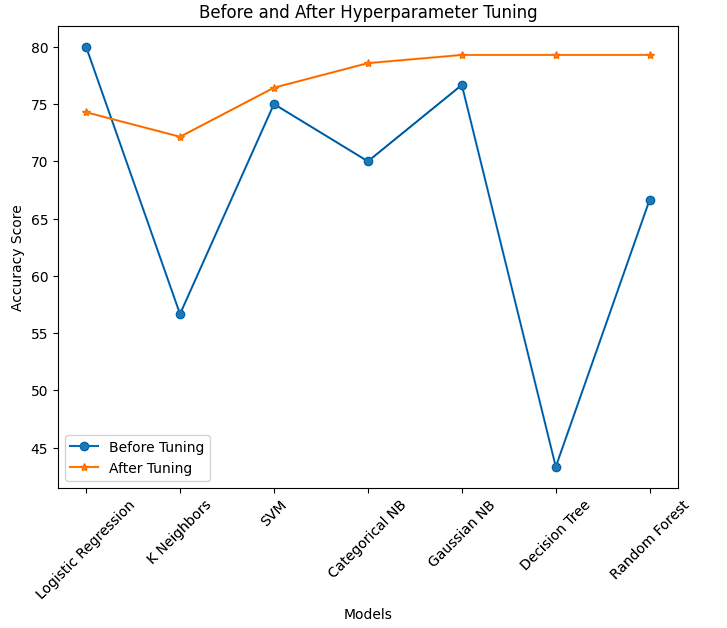 Before and After Hyperparameter Tuning
Accuracy Score
80
75
70
65
60
55
50
45
Before Tuning
After Tuning
Logistic Regression
K Neighbors
SVM
Categorical NB
Gaussian NB
Decision Tree
Random Forest
Models